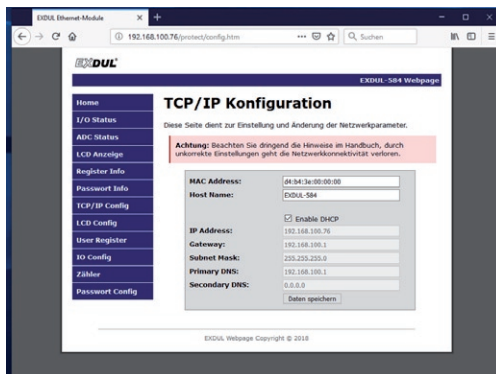 EXDUL Ethernet-Module
192.168.100.76/protect/config.htm
Suchen
EXDUL
EXDUL-584 Webpage
Home
I/O Status
ADC Status
LCD Anzeige
Register Info
Passwort Info
TCP/IP Config
LCD Config
User Register
IO Config
Zähler
Passwort Config
TCP/IP Konfiguration
Diese Seite dient zur Einstellung und Änderung der Netzwerkparameter.
Achtung: Beachten Sie dringend die Hinweise im Handbuch, durch
unkorrekte Einstellungen geht die Netzwerkkonnektivität verloren.
MAC Address: d4:b4:3e:00:00:00
Host Name: EXDUL-584
Enable DHCP
IP Address: 192.168.100.76
Gateway: 192.168.100.1
Subnet Mask: 255.255.255.0
Primary DNS: 192.168.100.1
Secondary DNS: 0.0.0.0
Daten speichern
EXDUL Webpage Copyright © 2018